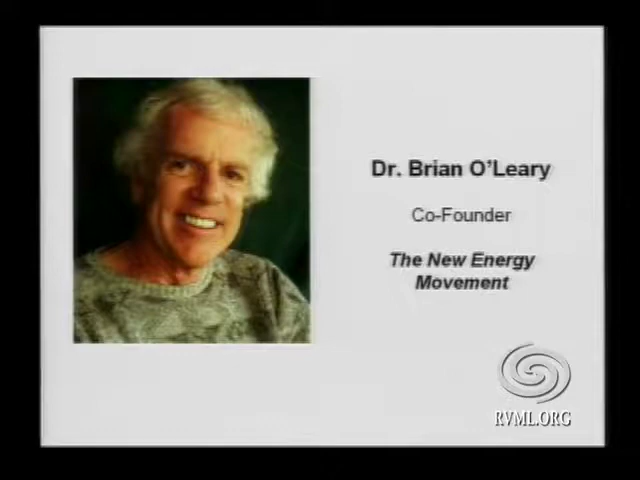 Dr. Brian O'Leary
Co-Founder
The New Energy
Movement
RVML.ORG